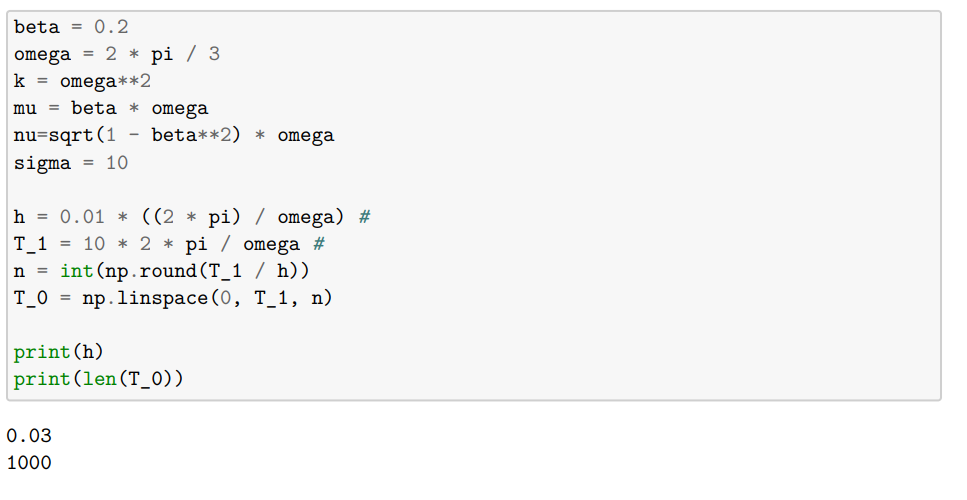 beta = 0.2
omega = 2 * pi / 3
k = omega**2
mu = beta * omega
nu=sqrt(1 - beta**2) * omega
sigma = 10
h = 0.01 * ((2 * pi) / omega) #
T_1 = 10 * 2 * pi / omega #
n = int(np.round(T_1 / h))
T_0 = np.linspace(0, T_1, n)
print(h)
print(len(T_0))
0.03
1000